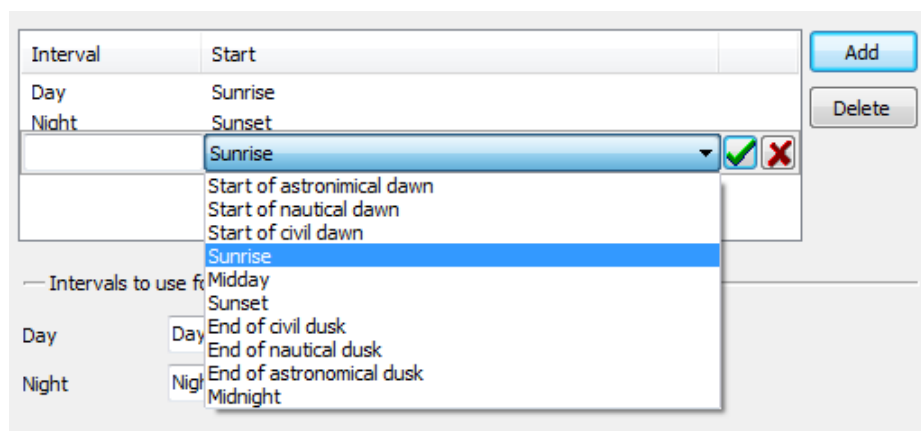 Interval Start Add
Day Sunrise
Night Sunset Delete
Sunrise
Start of astronimical dawn
Start of nautical dawn
Start of civil dawn
Sunrise
Intervals to use
Midday
Sunset
Day Day
End of civil dusk
End of nautical dusk
Night
End of astronomical dusk
Midnight